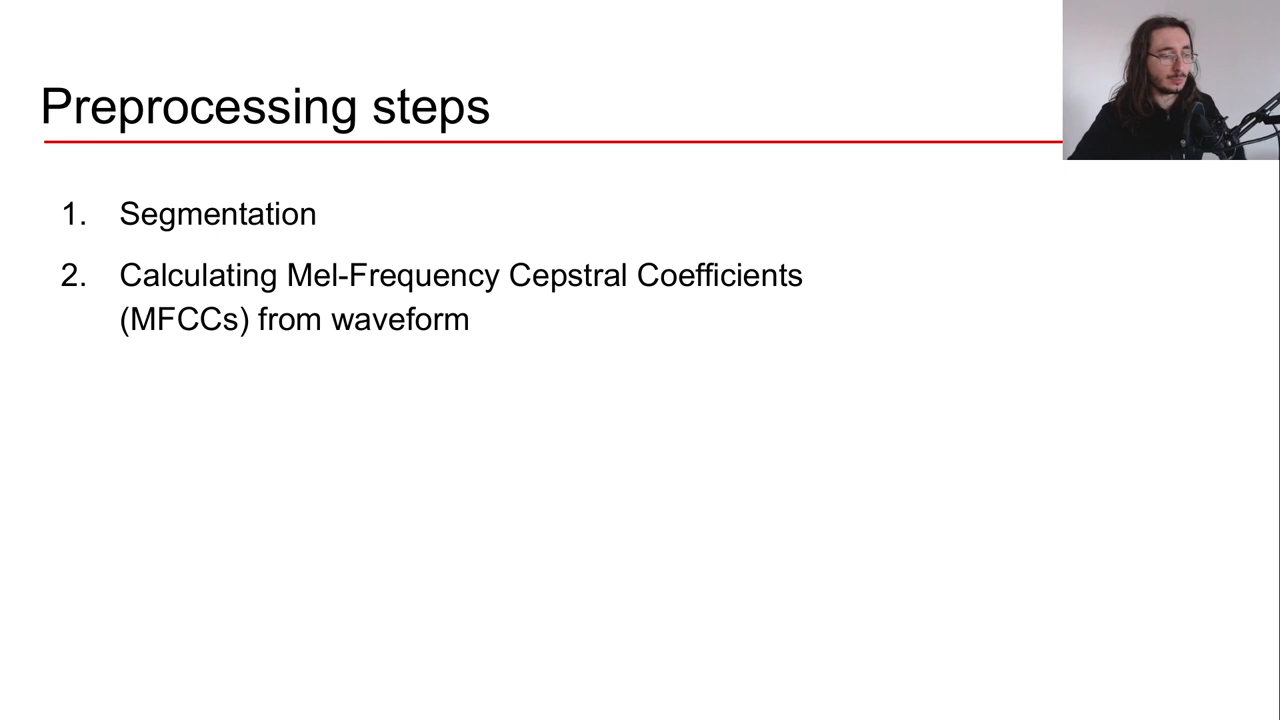 Preprocessing steps
1. Segmentation
2. Calculating Mel-Frequency Cepstral Coefficients
(MFCCs) from waveform